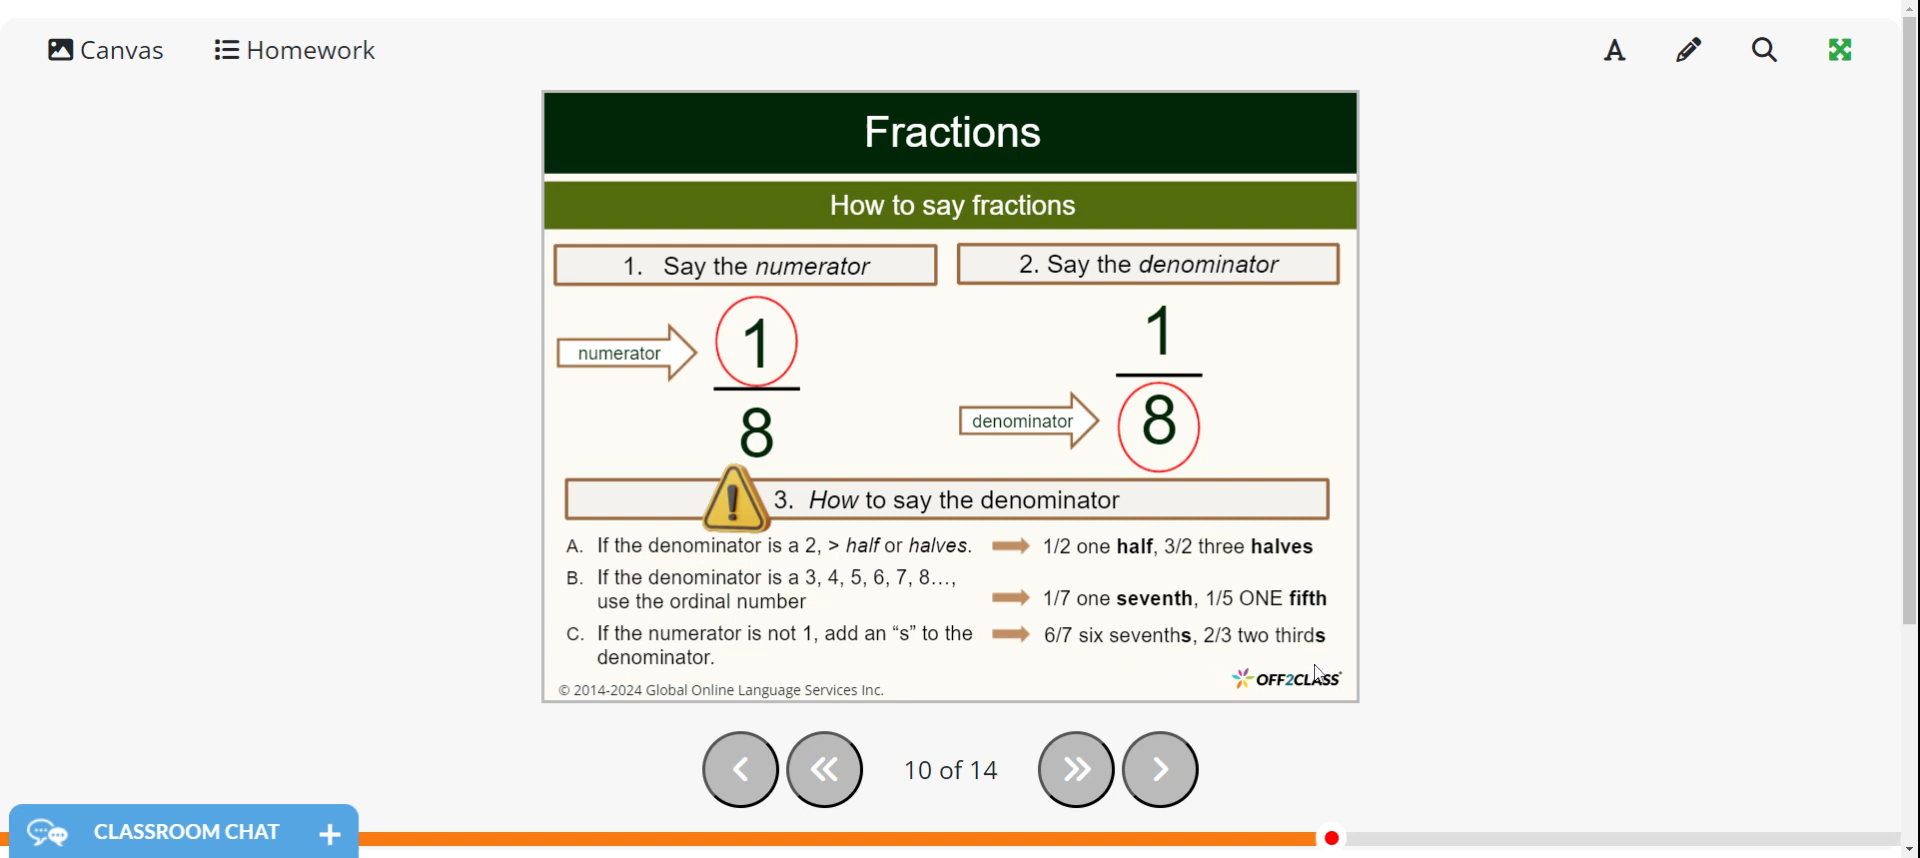 Canvas
Homework
A
Fractions
How to say fractions
1. Say the numerator
2. Say the denominator
numerator
1
8
denominator
1
8
3. How to say the denominator
A. If the denominator is a 2, > half or halves.
1/2 one half, 3/2 three halves
B. If the denominator is a 3, 4, 5, 6, 7, 8...,
use the ordinal number
1/7 one seventh, 1/5 ONE fifth
C. If the numerator is not 1, add an “s” to the
denominator.
6/7 six sevenths, 2/3 two thirds
© 2014-2024 Global Online Language Services Inc.
OFF2CLASS
10 of 14
CLASSROOM CHAT +